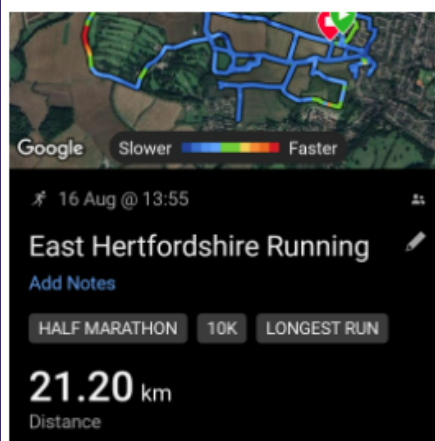 Google
Slower Faster
16 Aug @ 13:55
East Hertfordshire Running
Add Notes
HALF MARATHON 10K LONGEST RUN
21.20 km
Distance